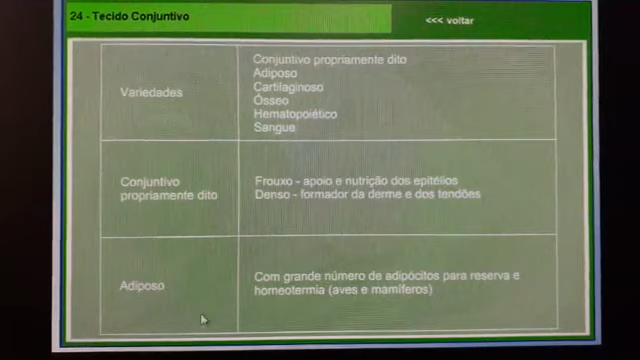 24 - Tecido Conjuntivo
<<< voltar
Variedades
Conjuntivo propriamente dito
Adiposo
Cartilaginoso
Ósseo
Hematopoiético
Sangue
Conjuntivo
propriamente dito
Frouxo - apoio e nutrição dos epitélios
Denso - formador da derme e dos tendões
Adiposo
Com grande número de adipócitos para reserva e
homeotermia (aves e mamíferos)